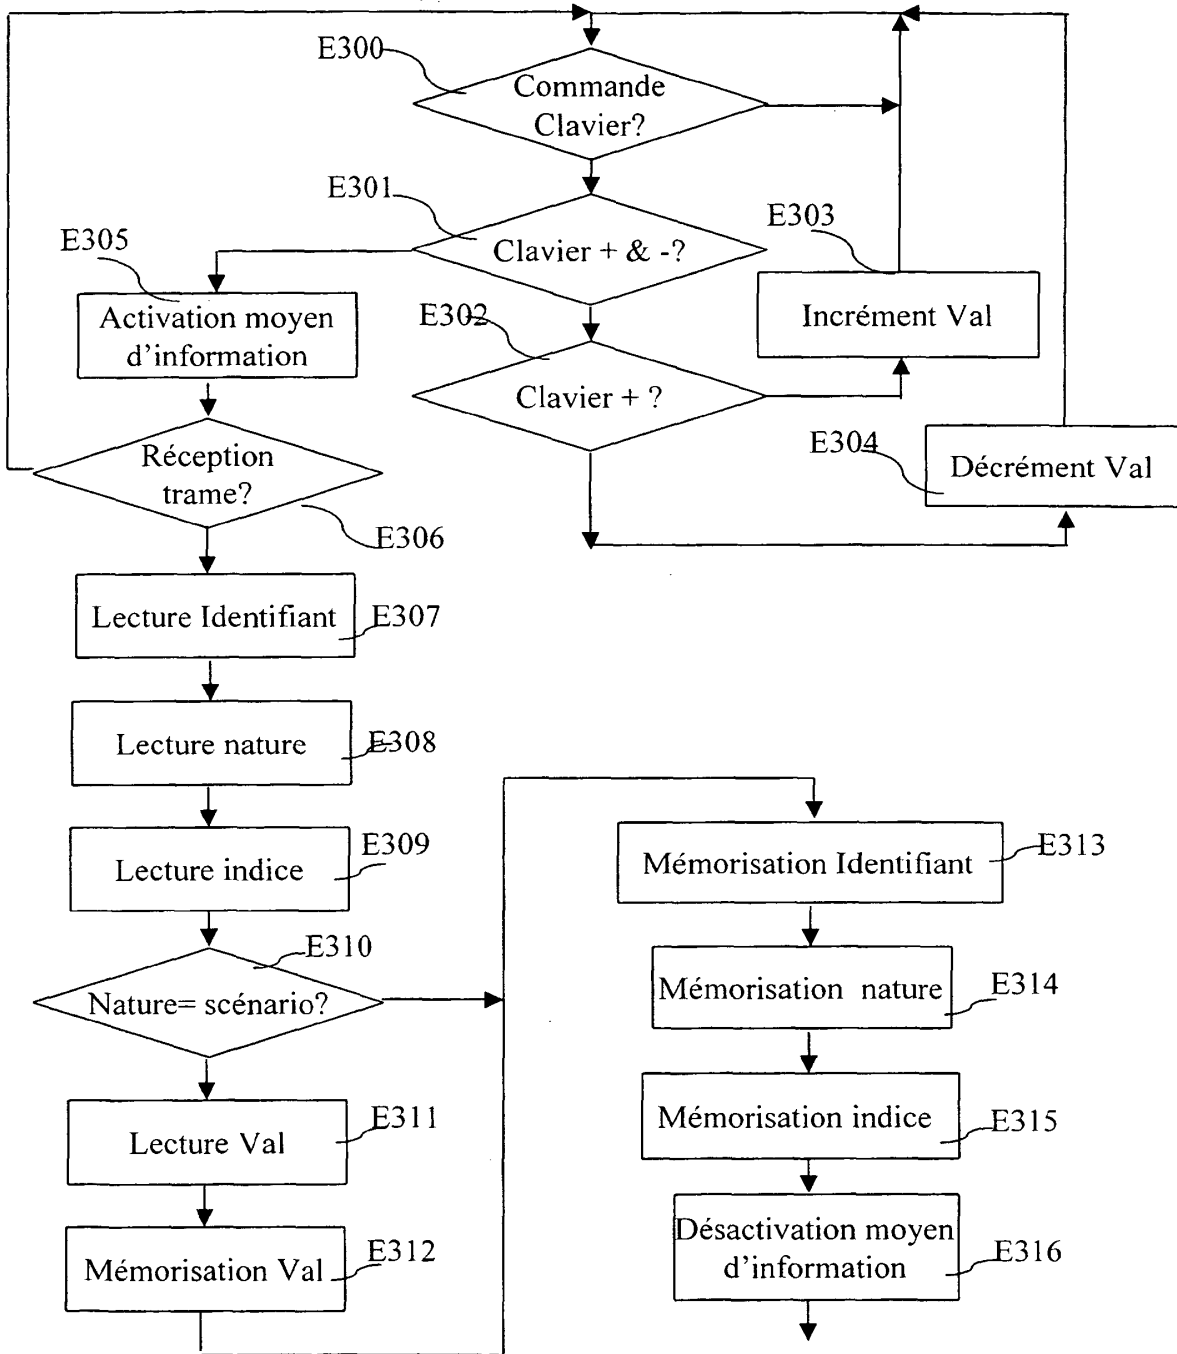 E300
Commande
Clavier?
E301
Clavier + & -?
E303
Incrément Val
E305
Activation moyen
d'information
E302
Clavier + ?
E304
Décrément Val
Réception
trame?
E306
Lecture Identifiant
E307
Lecture nature
E308
Lecture indice
E309
Nature= scénario?
E310
Lecture Val
E311
Mémorisation Val
E312
Mémorisation Identifiant
E313
Mémorisation nature
E314
Mémorisation indice
E315
Désactivation moyen
d'information
E316